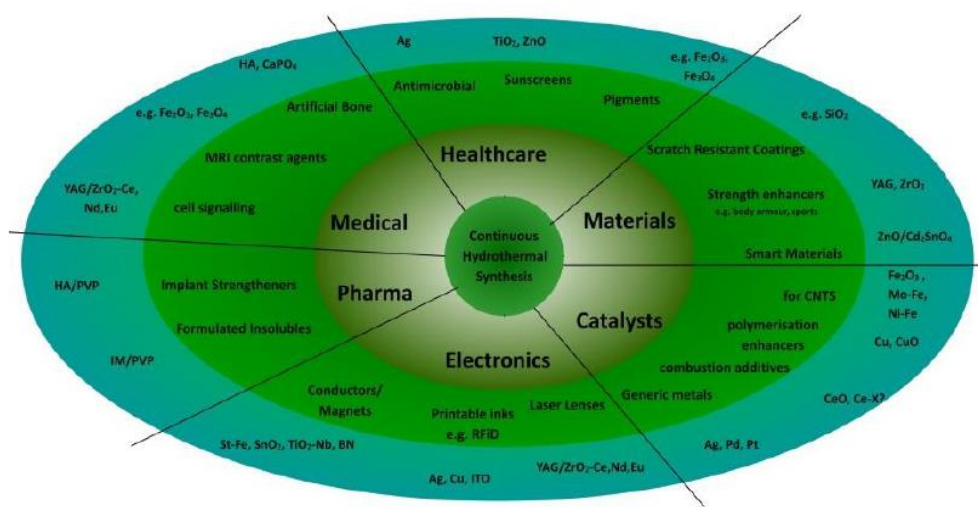 Ag
TiO₂, ZnO
HA, CaPO₄
e.g. Fe₂O₃,
Fe₃O₄
Antimicrobial
Sunscreens
Artificial Bone
Pigments
e.g. Fe₂O₃, Fe₃O₄
e.g. SiO₂
Healthcare
MRI contrast agents
Scratch Resistant Coatings
YAG/ZrO₂-Ce,
Nd,Eu
YAG, ZrO₂
Strength enhancers
e.g. body armour, sports
cell signalling
Medical
Materials
Continuous
Hydrothermal
Synthesis
ZnO/Cd₂SnO₄
Smart Materials
HA/PVP
Implant Strengtheners
Pharma
for CNTS
Fe₂O₃ ,
Mo-Fe,
Ni-Fe
Formulated Insolubles
Catalysts
polymerisation
enhancers
Cu, CuO
IM/PVP
Electronics
combustion additives
Conductors/
Magnets
Printable inks
e.g. RFiD
Laser Lenses
Generic metals
CeO, Ce-X?
St-Fe, SnO₂, TiO₂-Nb, BN
Ag, Cu, ITO
YAG/ZrO₂-Ce,Nd,Eu
Ag, Pd, Pt